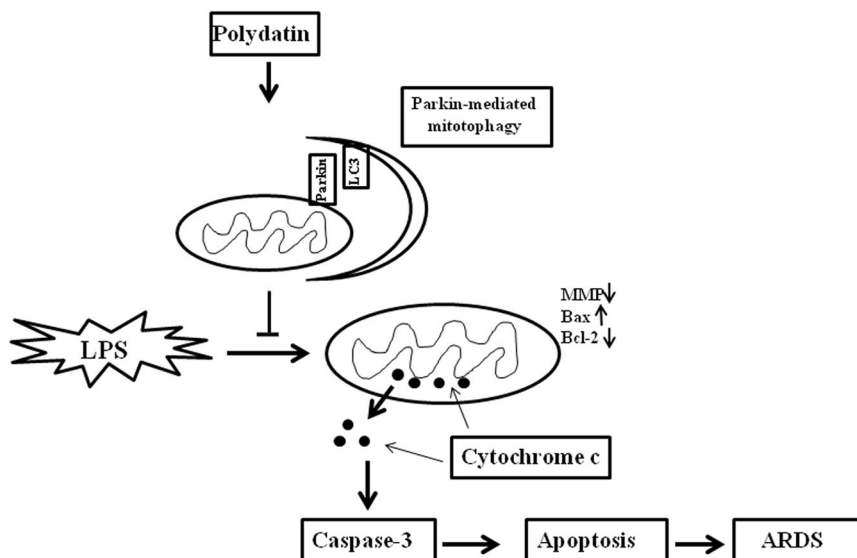 Polydatin
Parkin-mediated
mitotophagy
Parkin
LC3
LPS
MMP↓
Bax↑
Bcl-2↓
Cytochrome c
Caspase-3
Apoptosis
ARDS